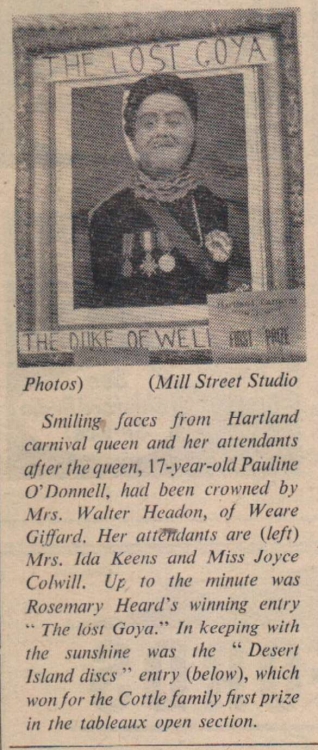 THE LOST GOYA
THE DUKE OF WELL
FIRST PRIZE
Photos) (Mill Street Studio
Smiling faces from Hartland
carnival queen and her attendants
after the queen, 17-year-old Pauline
O'Donnell, had been crowned by
Mrs. Walter Headon, of Weare
Giffard. Her attendants are (left)
Mrs. Ida Keens and Miss Joyce
Colwill. Up to the minute was
Rosemary Heard's winning entry
" The lost Goya." In keeping with
the sunshine was the " Desert
Island discs " entry (below), which
won for the Cottle family first prize
in the tableaux open section.